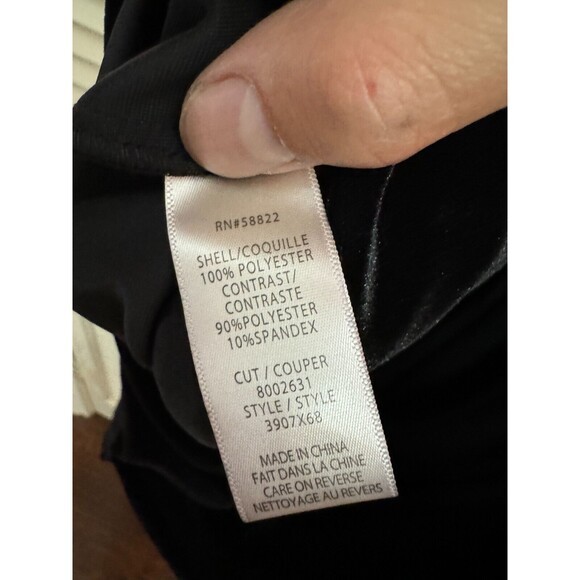 RN#58822
SHELL/COQUILLE
100% POLYESTER
CONTRAST/
CONTRASTE
90%POLYESTER
10%SPANDEX
CUT / COUPER
8002631
STYLE / STYLE
3907X68
MADE IN CHINA
FAIT DANS LA CHINE
CARE ON REVERSE
NETTOYAGE AU REVERS